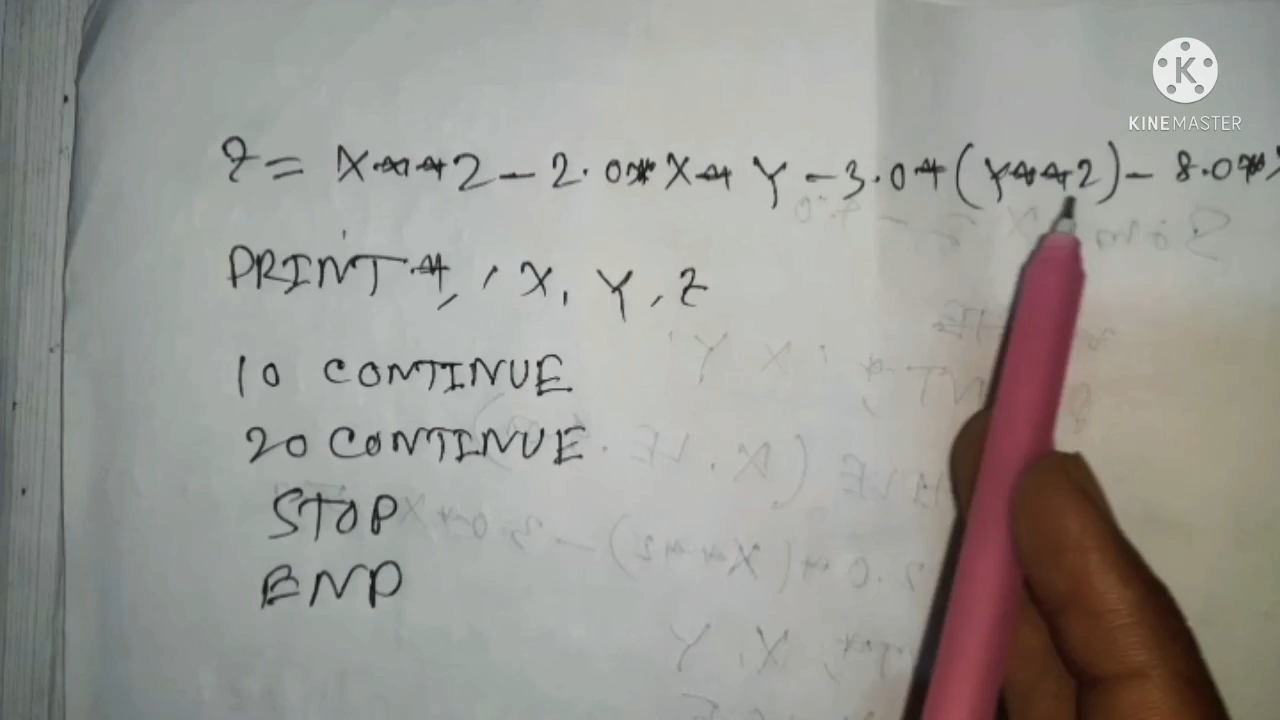 Z = X**2 - 2.0*X*Y - 3.0*(Y**2) - 8.0*
PRINT *, X, Y, Z
10 CONTINUE
20 CONTINUE
STOP
END
K
KINEMASTER